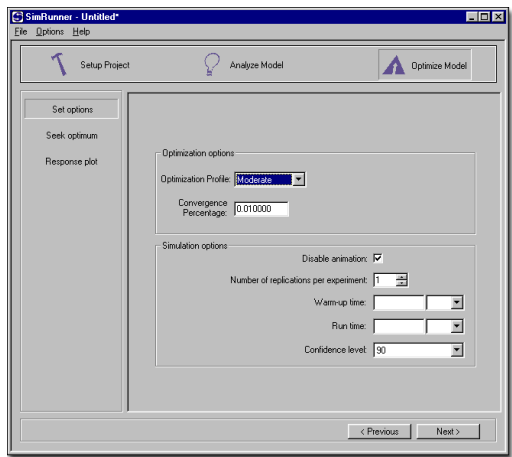 SimRunner - Untitled*
File Options Help
Setup Project
Analyze Model
Optimize Model
Set options
Seek optimum
Response plot
Optimization options
Optimization Profile: Moderate
Convergence
Percentage: 0.010000
Simulation options
Disable animation:
Number of replications per experiment: 1
Warm-up time:
Run time:
Confidence level: 90
< Previous
Next >